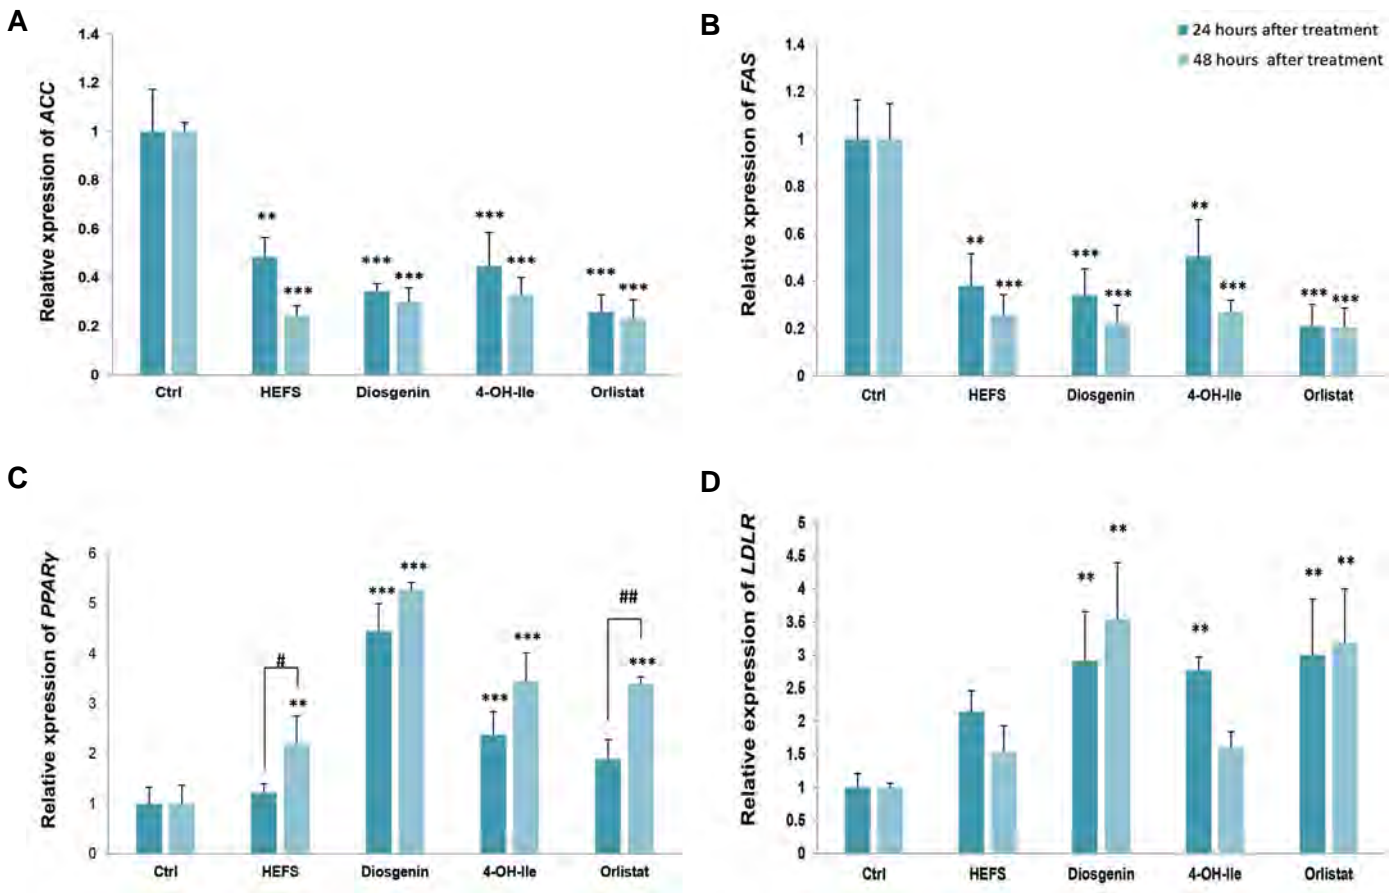 A
Relative xpression of ACC
1.4
1.2
1
0.8
0.6
0.4
0.2
0
** *** *** *** *** *** *** ***
Ctrl HEFS Diosgenin 4-OH-Ile Orlistat
B
24 hours after treatment
48 hours after treatment
Relative xpression of FAS
1.4
1.2
1
0.8
0.6
0.4
0.2
0
** *** *** *** ** *** *** ***
Ctrl HEFS Diosgenin 4-OH-Ile Orlistat
C
Relative xpression of PPARγ
6
5
4
3
2
1
0
# ** *** *** *** *** ## ***
Ctrl HEFS Diosgenin 4-OH-Ile Orlistat
D
Relative expression of LDLR
5
4.5
4
3.5
3
2.5
2
1.5
1
0.5
0
** ** ** ** **
Ctrl HEFS Diosgenin 4-OH-Ile Orlistat